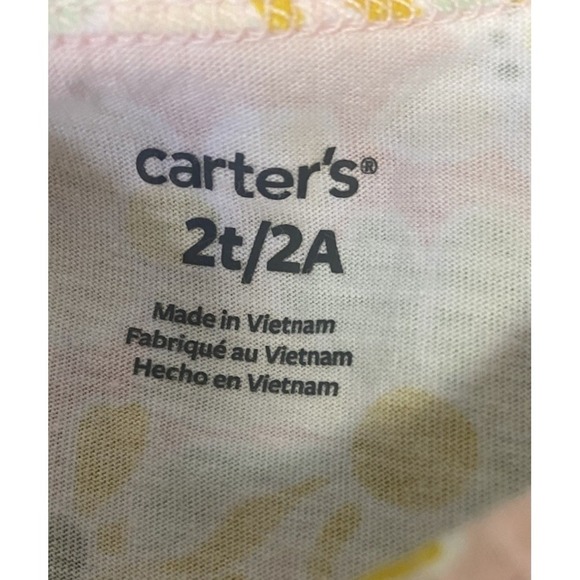 carter's®
2t/2A
Made in Vietnam
Fabriqué au Vietnam
Hecho en Vietnam